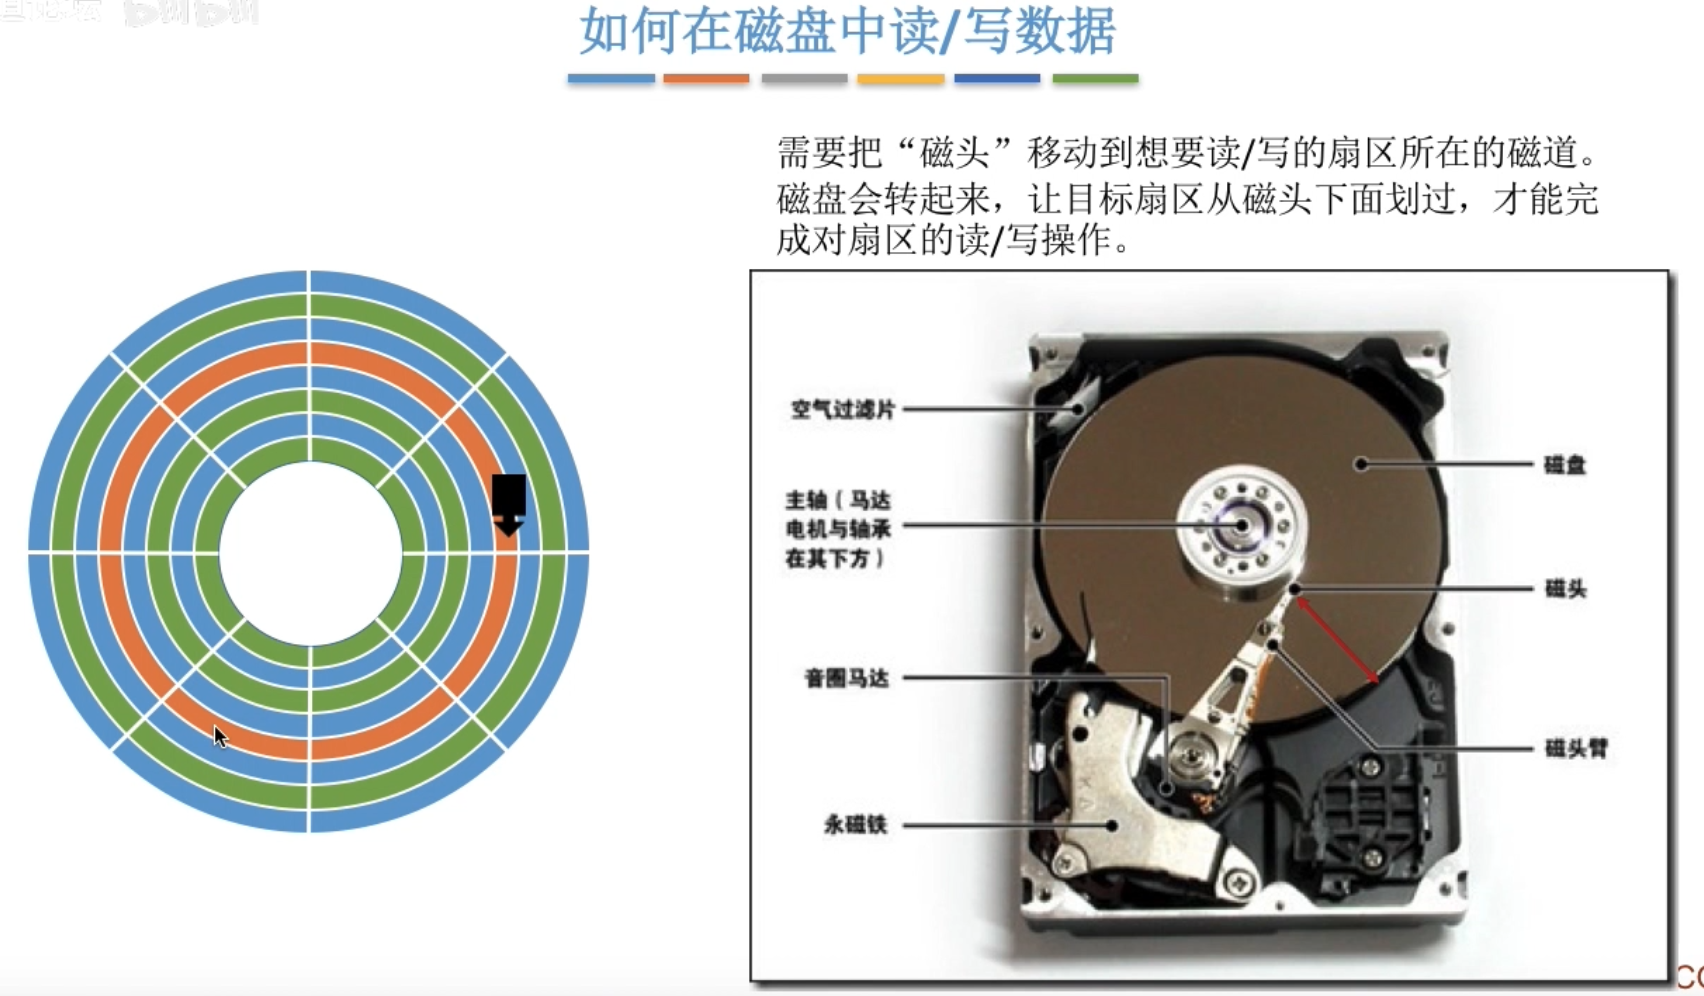 如何在磁盘中读/写数据
需要把“磁头”移动到想要读/写的扇区所在的磁道。
磁盘会转起来，让目标扇区从磁头下面划过，才能完
成对扇区的读/写操作。
空气过滤片
磁盘
主轴（马达
电机与轴承
在其下方）
磁头
音圈马达
磁头臂
永磁铁